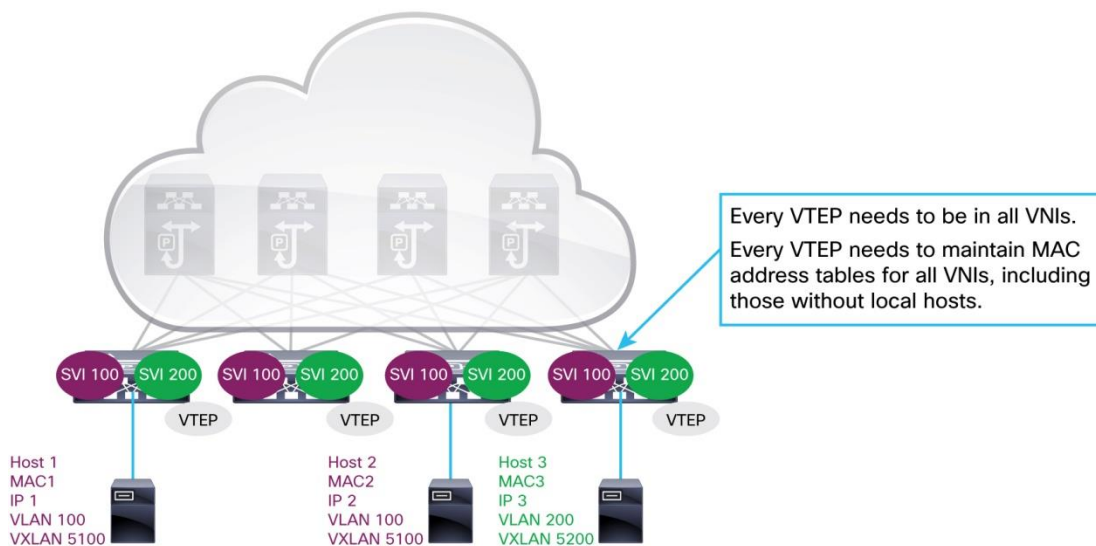 P
P
P
P
Every VTEP needs to be in all VNIs.
Every VTEP needs to maintain MAC
address tables for all VNIs, including
those without local hosts.
SVI 100
SVI 200
SVI 100
SVI 200
SVI 100
SVI 200
SVI 100
SVI 200
VTEP
VTEP
VTEP
VTEP
Host 1
MAC1
IP 1
VLAN 100
VXLAN 5100
Host 2
MAC2
IP 2
VLAN 100
VXLAN 5100
Host 3
MAC3
IP 3
VLAN 200
VXLAN 5200